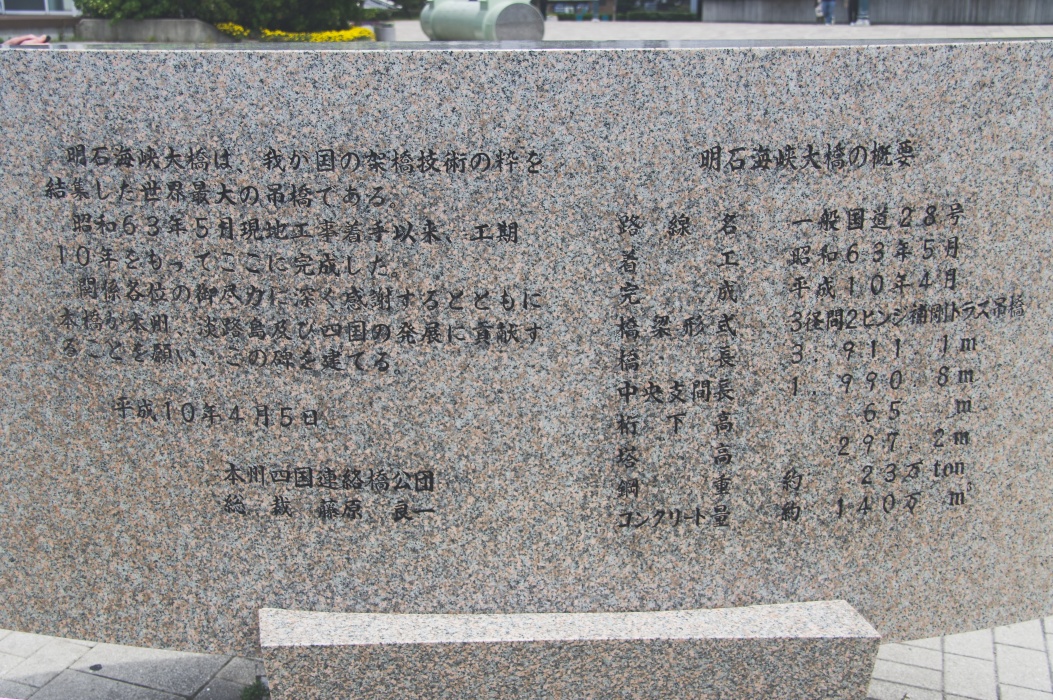 明石海峡大橋は、我が国の架橋技術の粋を
結集した世界最大の吊橋である。
昭和63年5月現地工事着手以来、工期
10年をもってここに完成した。
関係各位の御尽力に深く感謝するとともに
本橋が本州、淡路島及び四国の発展に貢献す
ることを願い、この碑を建てる。
平成10年4月5日
本州四国連絡橋公団
総裁 藤原 良一
明石海峡大橋の概要
路線名 一般国道28号
着工 昭和63年5月
完成 平成10年4月
橋梁形式 3径間2ヒンジ補剛トラス吊橋
橋長 3,911.1m
中央支間長 1,990.8m
桁下高 65m
塔高 297.2m
鋼重 約23万ton
コンクリート量 約140万m³